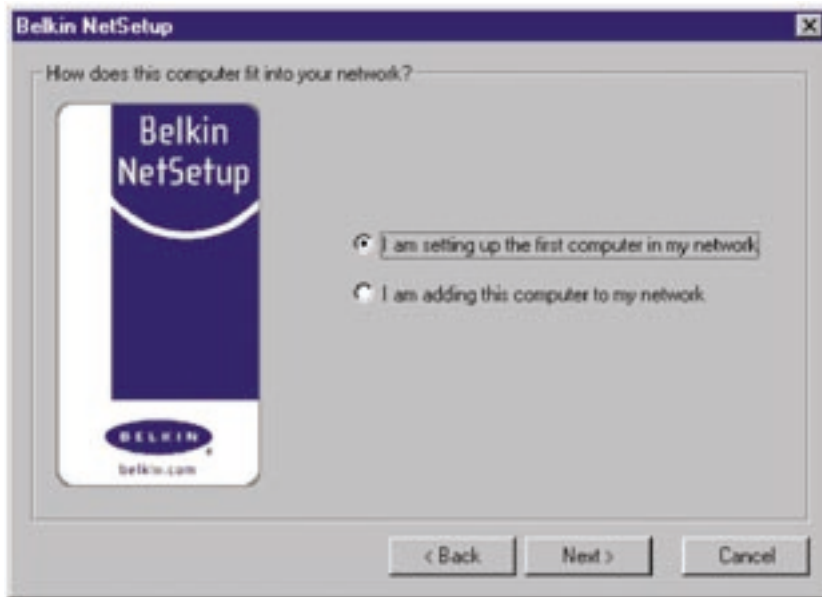 Belkin NetSetup
How does this computer fit into your network?
Belkin
NetSetup
I am setting up the first computer in my network
I am adding this computer to my network
BELKIN
belkin.com
< Back
Next >
Cancel